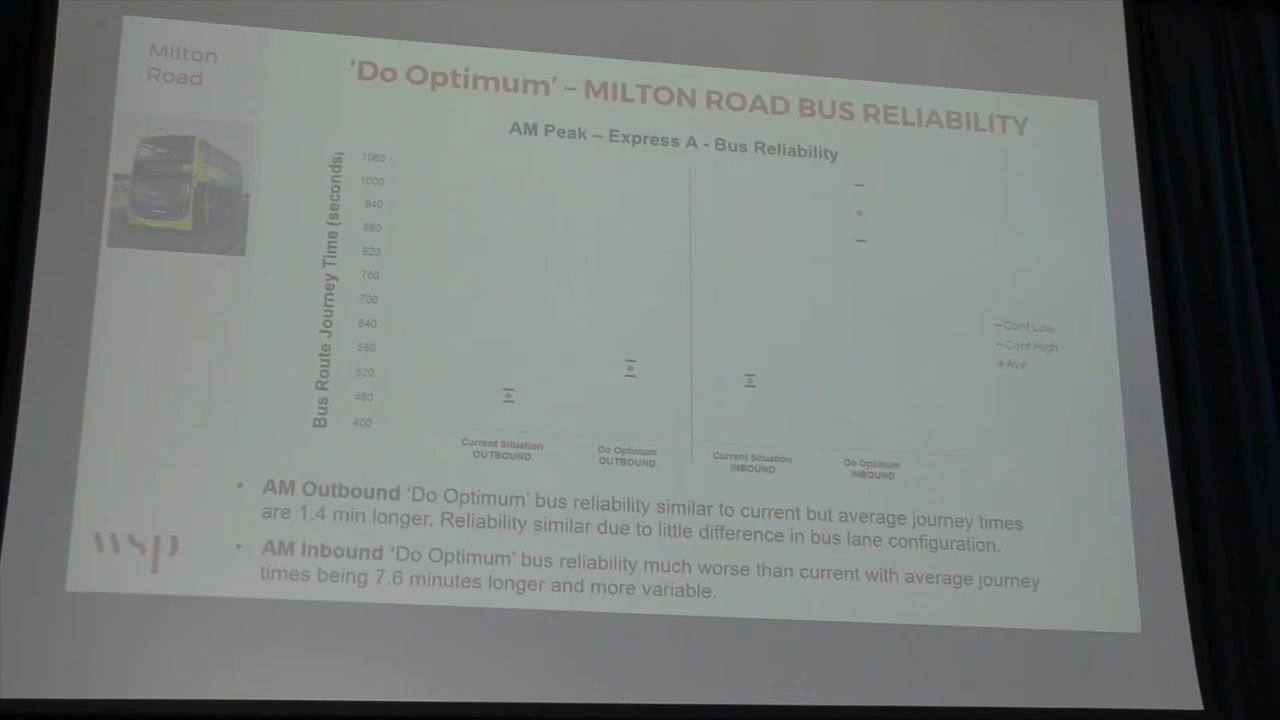 Milton
Road
'Do Optimum' – MILTON ROAD BUS RELIABILITY
AM Peak – Express A - Bus Reliability
Bus Route Journey Time (seconds)
1060
1000
940
880
820
760
700
640
580
520
460
400
Conf Low
Conf High
Ave
Current Situation
OUTBOUND
Do Optimum
OUTBOUND
Current Situation
INBOUND
Do Optimum
INBOUND
• AM Outbound 'Do Optimum' bus reliability similar to current but average journey times
are 1.4 min longer. Reliability similar due to little difference in bus lane configuration.
• AM Inbound 'Do Optimum' bus reliability much worse than current with average journey
times being 7.6 minutes longer and more variable.
wsp